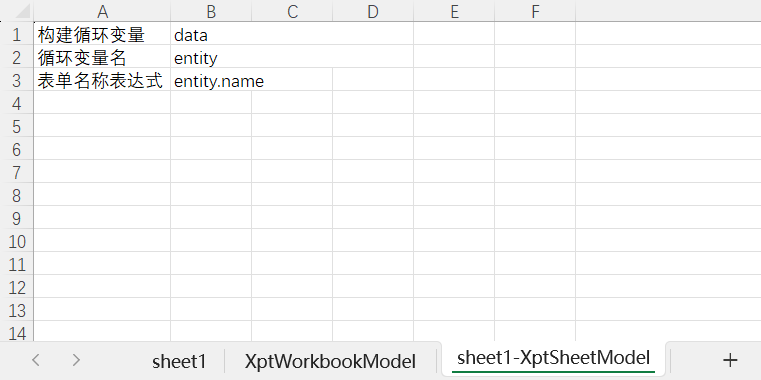 A B C D E F
1 构建循环变量 data
2 循环变量名 entity
3 表单名称表达式 entity.name
4
5
6
7
8
9
10
11
12
13
14
sheet1 XptWorkbookModel sheet1-XptSheetModel +